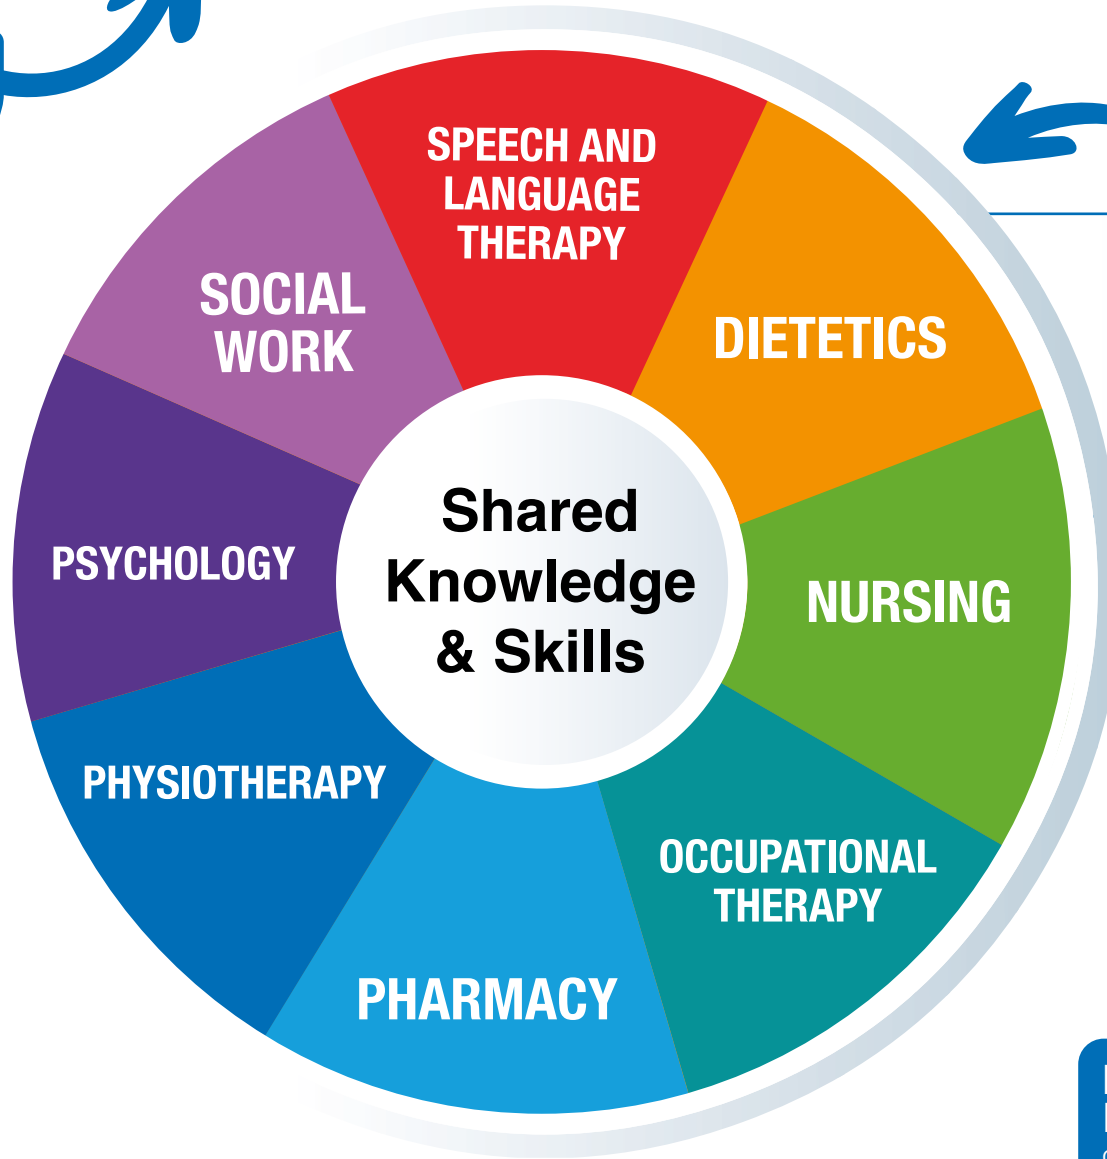 SPEECH AND
LANGUAGE
THERAPY
DIETETICS
NURSING
OCCUPATIONAL
THERAPY
PHARMACY
PHYSIOTHERAPY
PSYCHOLOGY
SOCIAL
WORK
Shared
Knowledge
& Skills